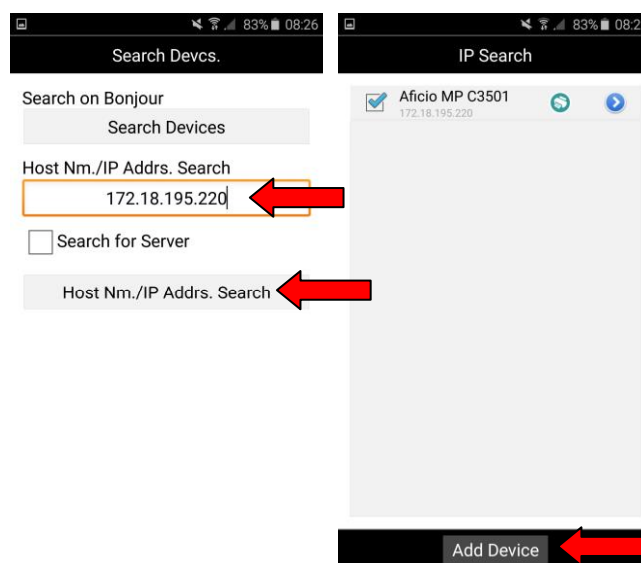 83% 08:26
Search Devcs.
Search on Bonjour
Search Devices
Host Nm./IP Addrs. Search
172.18.195.220
Search for Server
Host Nm./IP Addrs. Search
83% 08:2
IP Search
Aficio MP C3501
172.18.195.220
Add Device